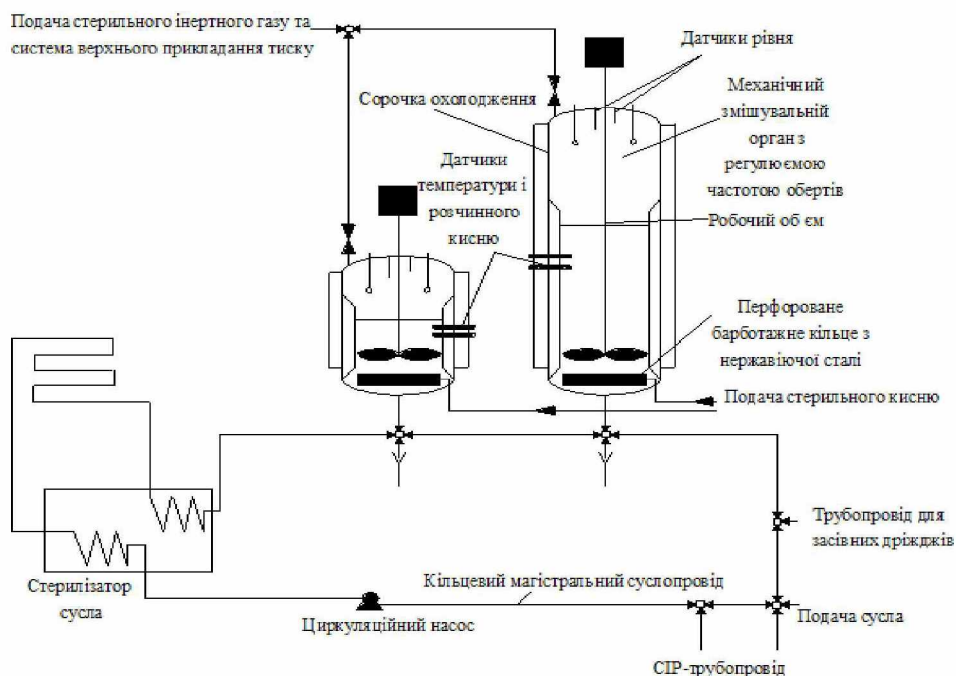 Подача стерильного інертного газу та
система верхнього прикладання тиску
Датчики рівня
Сорочка охолодження
Механічний
змішувальній
орган з
регулюємою
частотою обертів
Датчики
температури і
розчинного
кисню
Робочий об єм
Перфороване
барботажне кільце з
нержавіючої сталі
Подача стерильного кисню
Трубопровід для
засівних дріжджів
Стерилізатор
сусла
Кільцевий магістральний суслопровід
Циркуляційний насос
Подача сусла
СІР-трубопровід